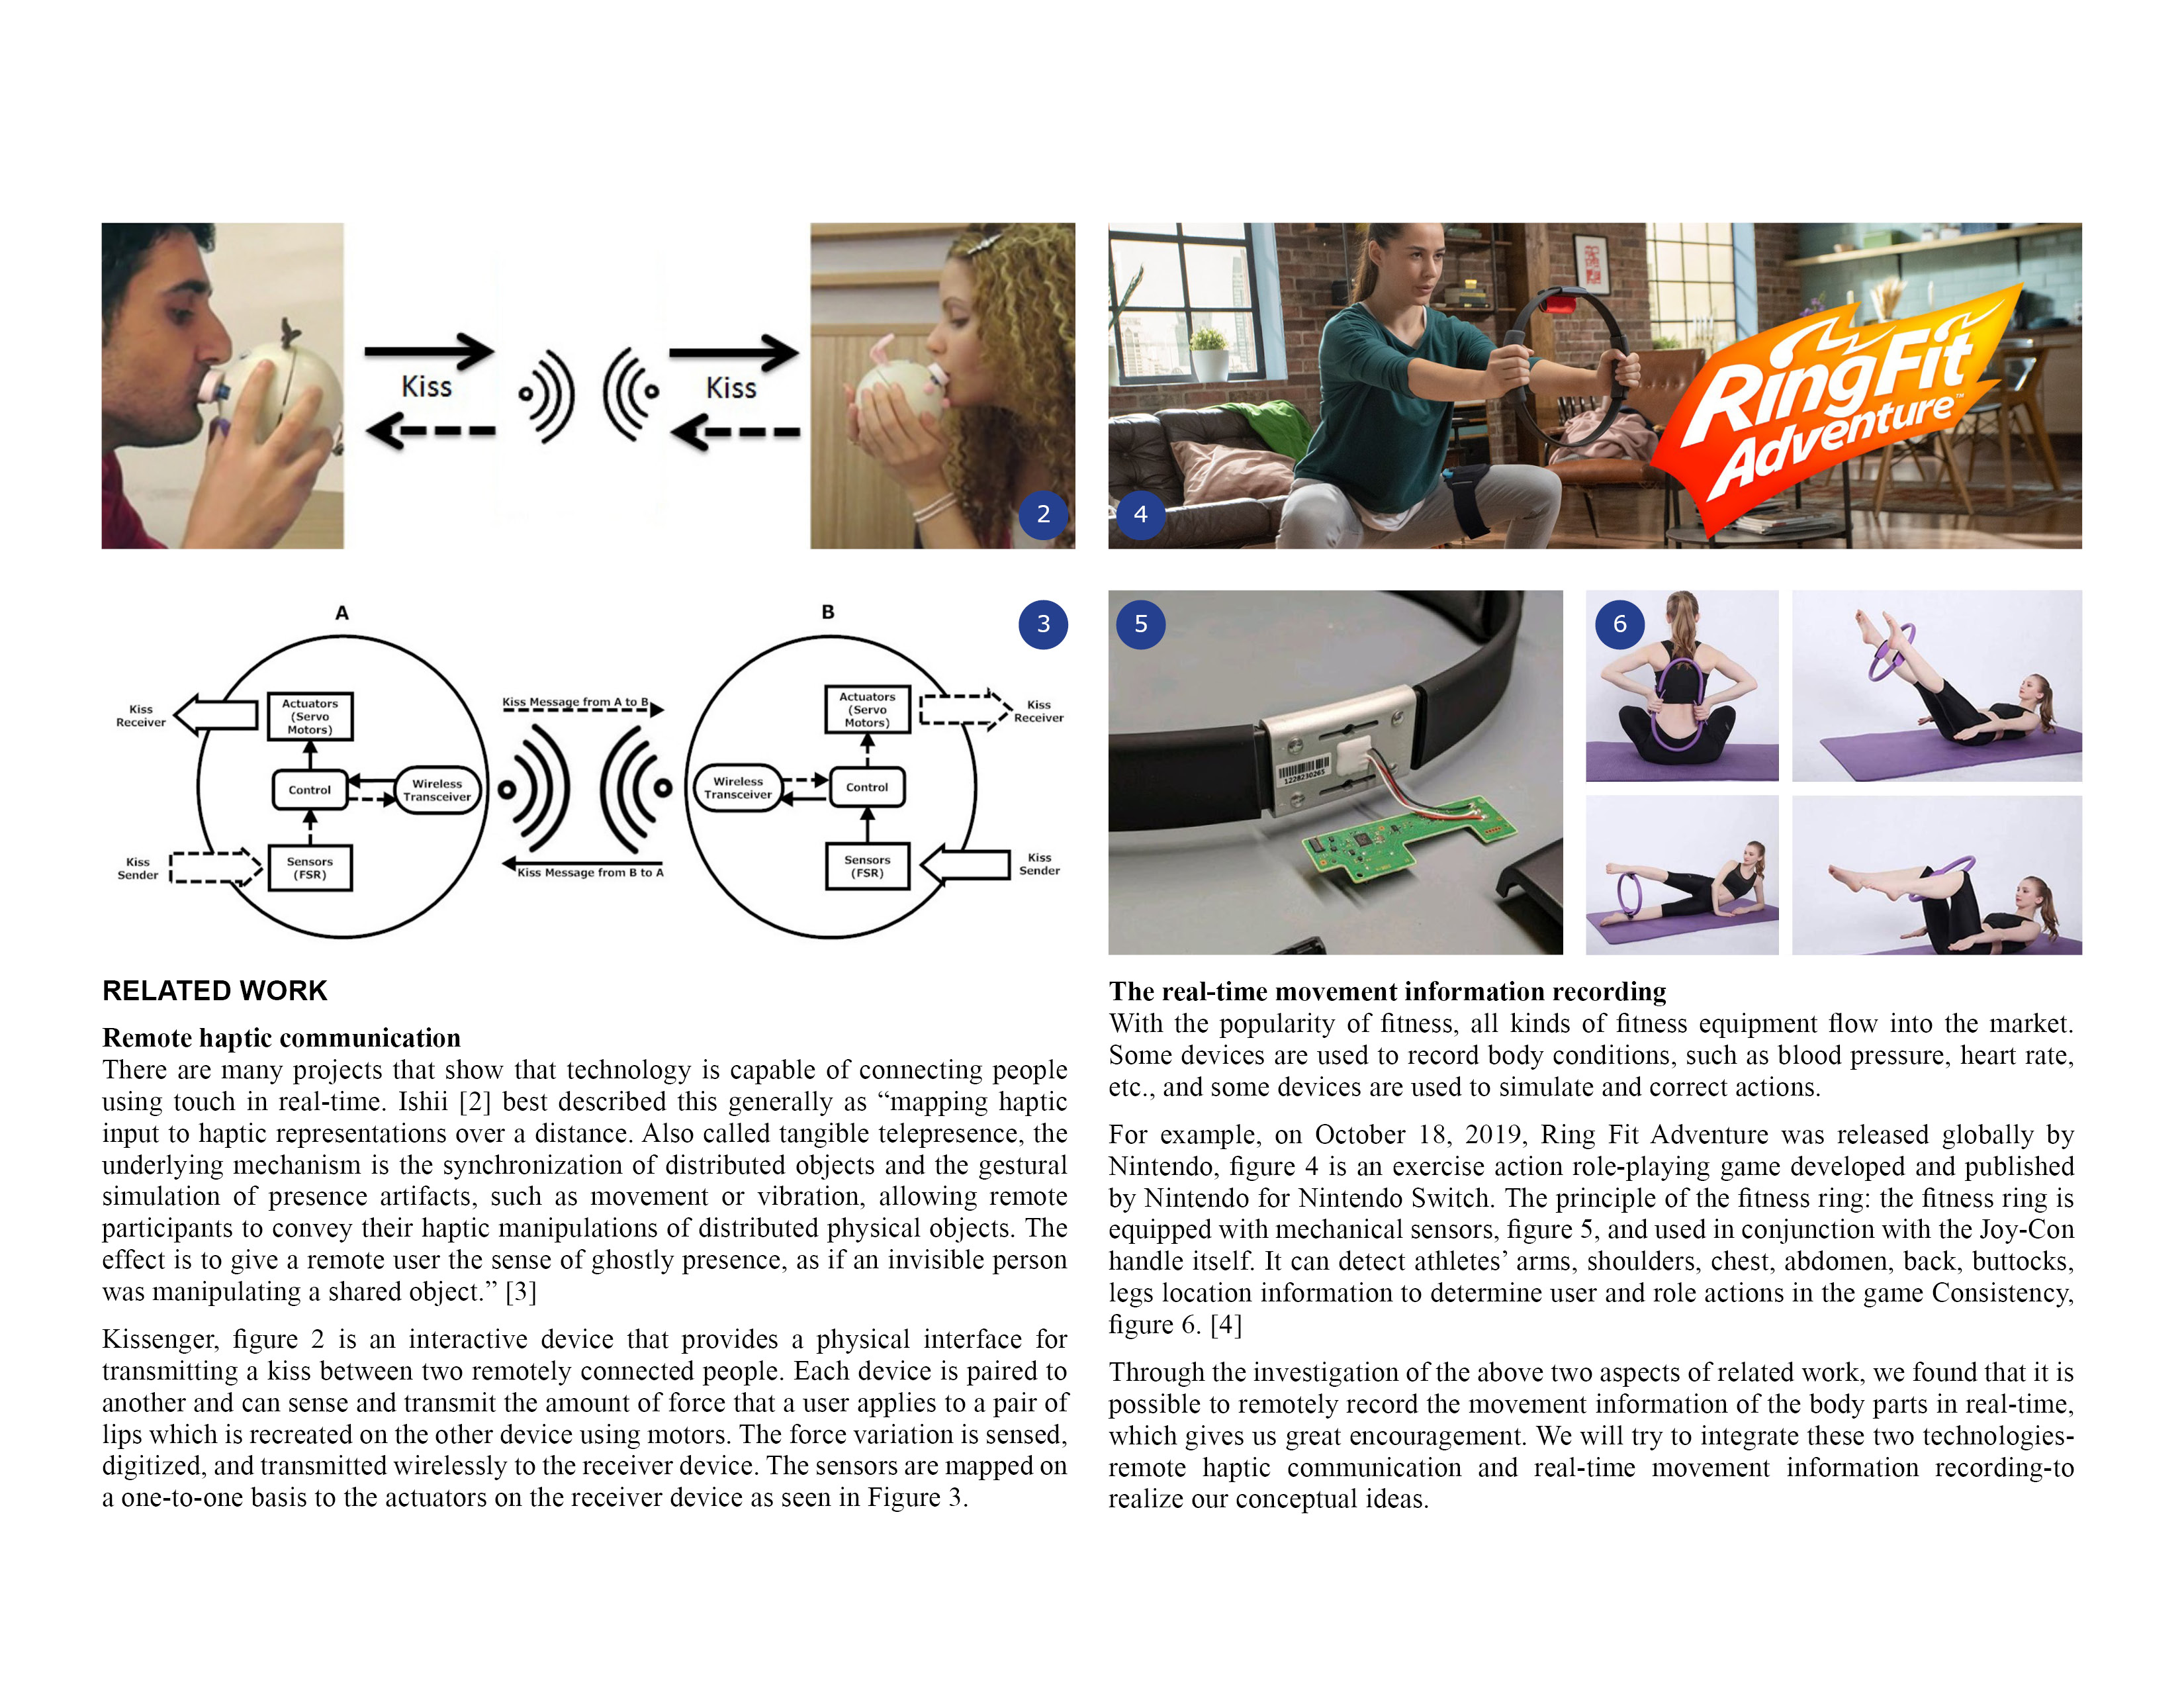 Kiss
Kiss
2
A
B
3
Kiss
Receiver
Actuators
(Servo
Motors)
Control
Wireless
Transceiver
Kiss
Sender
Sensors
(FSR)
Kiss Message from A to B
Kiss Message from B to A
Actuators
(Servo
Motors)
Kiss
Receiver
Wireless
Transceiver
Control
Sensors
(FSR)
Kiss
Sender
RELATED WORK
Remote haptic communication
There are many projects that show that technology is capable of connecting people
using touch in real-time. Ishii [2] best described this generally as “mapping haptic
input to haptic representations over a distance. Also called tangible telepresence, the
underlying mechanism is the synchronization of distributed objects and the gestural
simulation of presence artifacts, such as movement or vibration, allowing remote
participants to convey their haptic manipulations of distributed physical objects. The
effect is to give a remote user the sense of ghostly presence, as if an invisible person
was manipulating a shared object.” [3]
Kissenger, figure 2 is an interactive device that provides a physical interface for
transmitting a kiss between two remotely connected people. Each device is paired to
another and can sense and transmit the amount of force that a user applies to a pair of
lips which is recreated on the other device using motors. The force variation is sensed,
digitized, and transmitted wirelessly to the receiver device. The sensors are mapped on
a one-to-one basis to the actuators on the receiver device as seen in Figure 3.
4
RingFit
Adventure™
5
1228230265
6
The real-time movement information recording
With the popularity of fitness, all kinds of fitness equipment flow into the market.
Some devices are used to record body conditions, such as blood pressure, heart rate,
etc., and some devices are used to simulate and correct actions.
For example, on October 18, 2019, Ring Fit Adventure was released globally by
Nintendo, figure 4 is an exercise action role-playing game developed and published
by Nintendo for Nintendo Switch. The principle of the fitness ring: the fitness ring is
equipped with mechanical sensors, figure 5, and used in conjunction with the Joy-Con
handle itself. It can detect athletes’ arms, shoulders, chest, abdomen, back, buttocks,
legs location information to determine user and role actions in the game Consistency,
figure 6. [4]
Through the investigation of the above two aspects of related work, we found that it is
possible to remotely record the movement information of the body parts in real-time,
which gives us great encouragement. We will try to integrate these two technologies-
remote haptic communication and real-time movement information recording-to
realize our conceptual ideas.